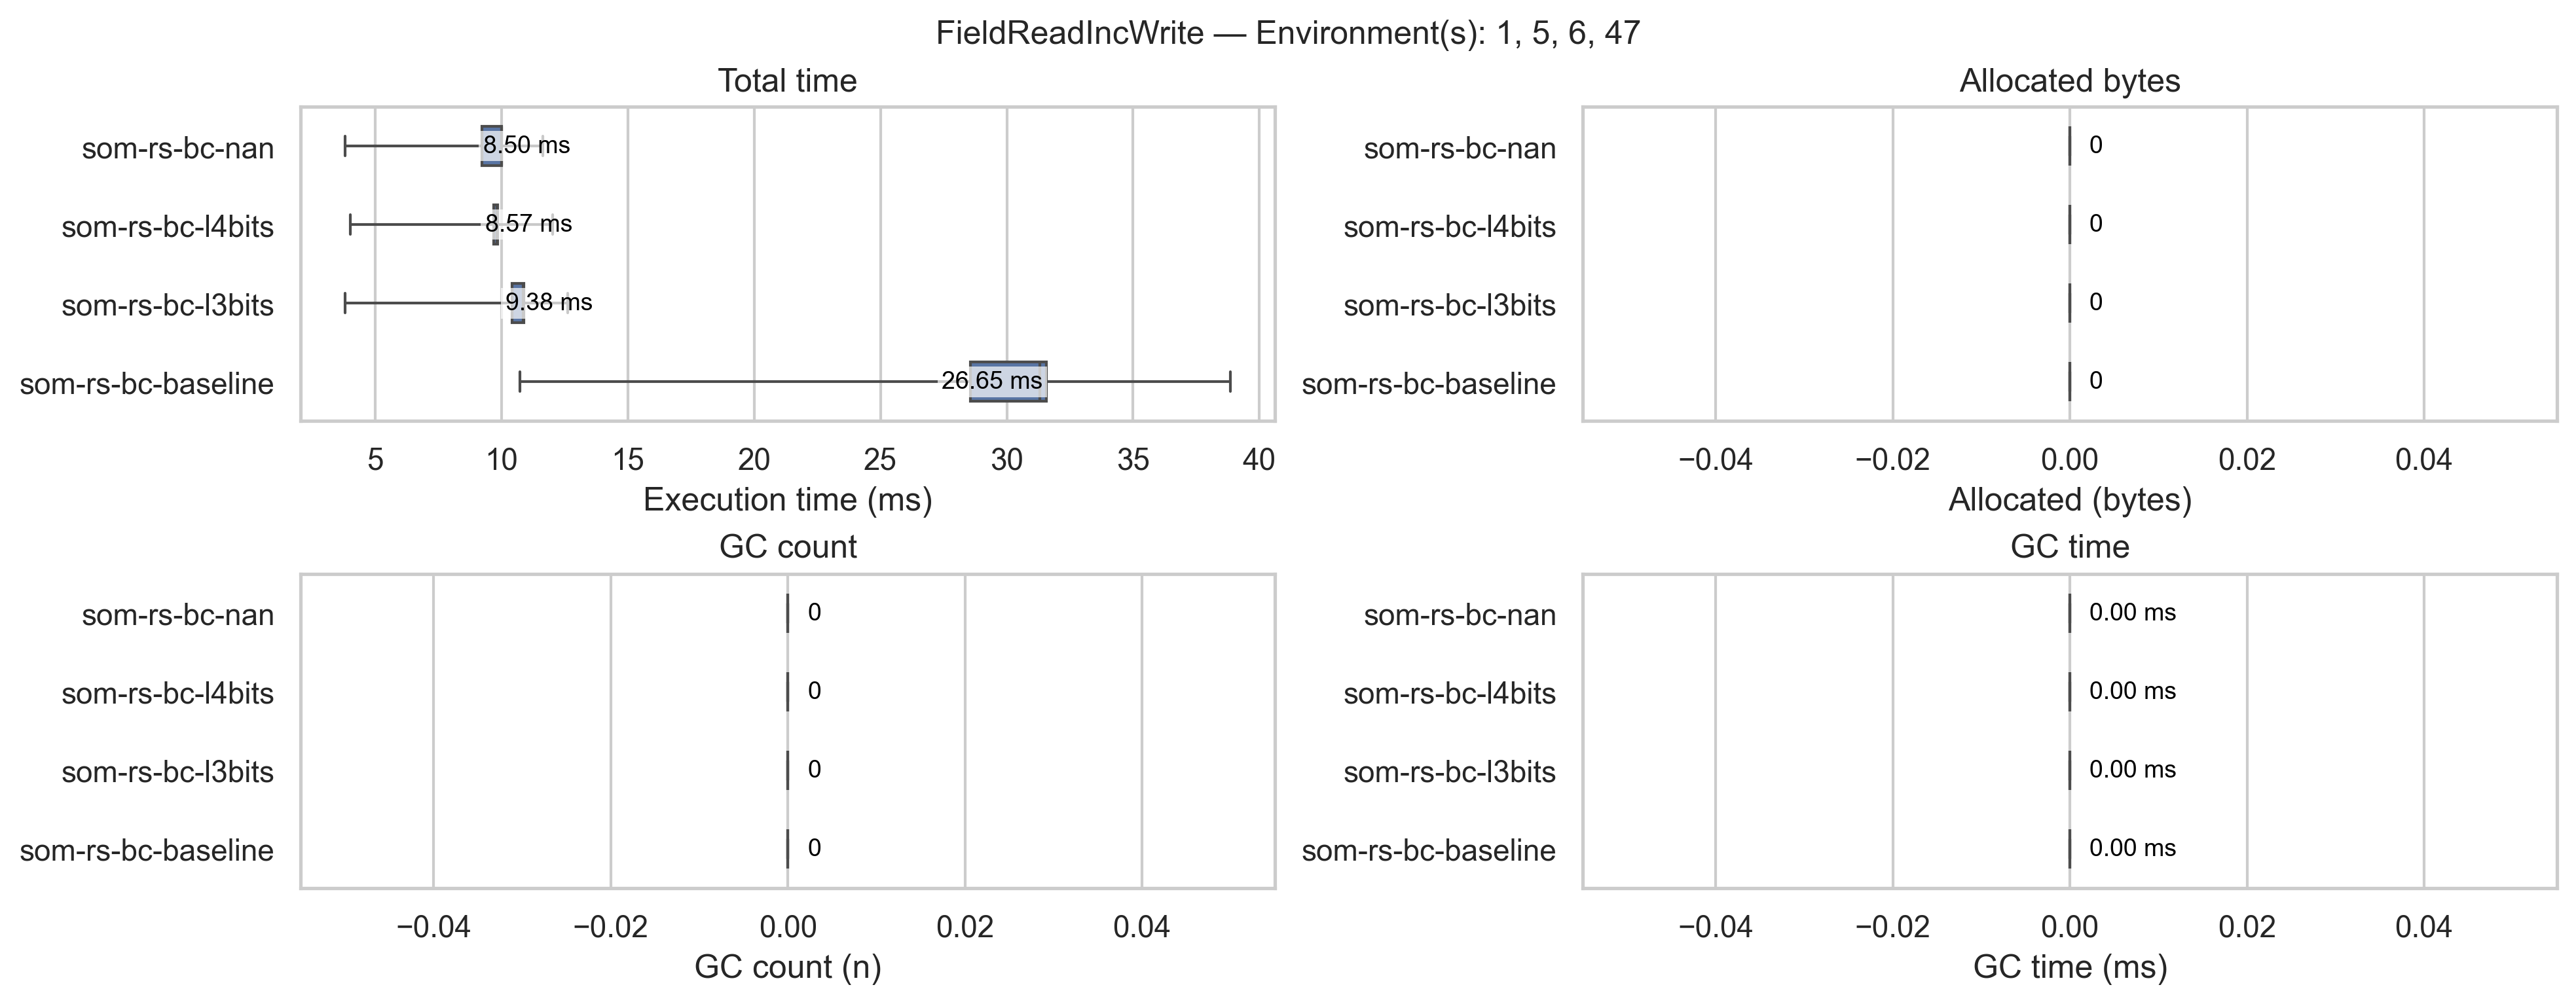 FieldReadIncWrite — Environment(s): 1, 5, 6, 47
Total time
som-rs-bc-nan
8.50 ms
som-rs-bc-l4bits
8.57 ms
som-rs-bc-l3bits
9.38 ms
som-rs-bc-baseline
26.65 ms
5 10 15 20 25 30 35 40
Execution time (ms)
Allocated bytes
som-rs-bc-nan
0
som-rs-bc-l4bits
0
som-rs-bc-l3bits
0
som-rs-bc-baseline
0
−0.04 −0.02 0.00 0.02 0.04
Allocated (bytes)
GC count
som-rs-bc-nan
0
som-rs-bc-l4bits
0
som-rs-bc-l3bits
0
som-rs-bc-baseline
0
−0.04 −0.02 0.00 0.02 0.04
GC count (n)
GC time
som-rs-bc-nan
0.00 ms
som-rs-bc-l4bits
0.00 ms
som-rs-bc-l3bits
0.00 ms
som-rs-bc-baseline
0.00 ms
−0.04 −0.02 0.00 0.02 0.04
GC time (ms)